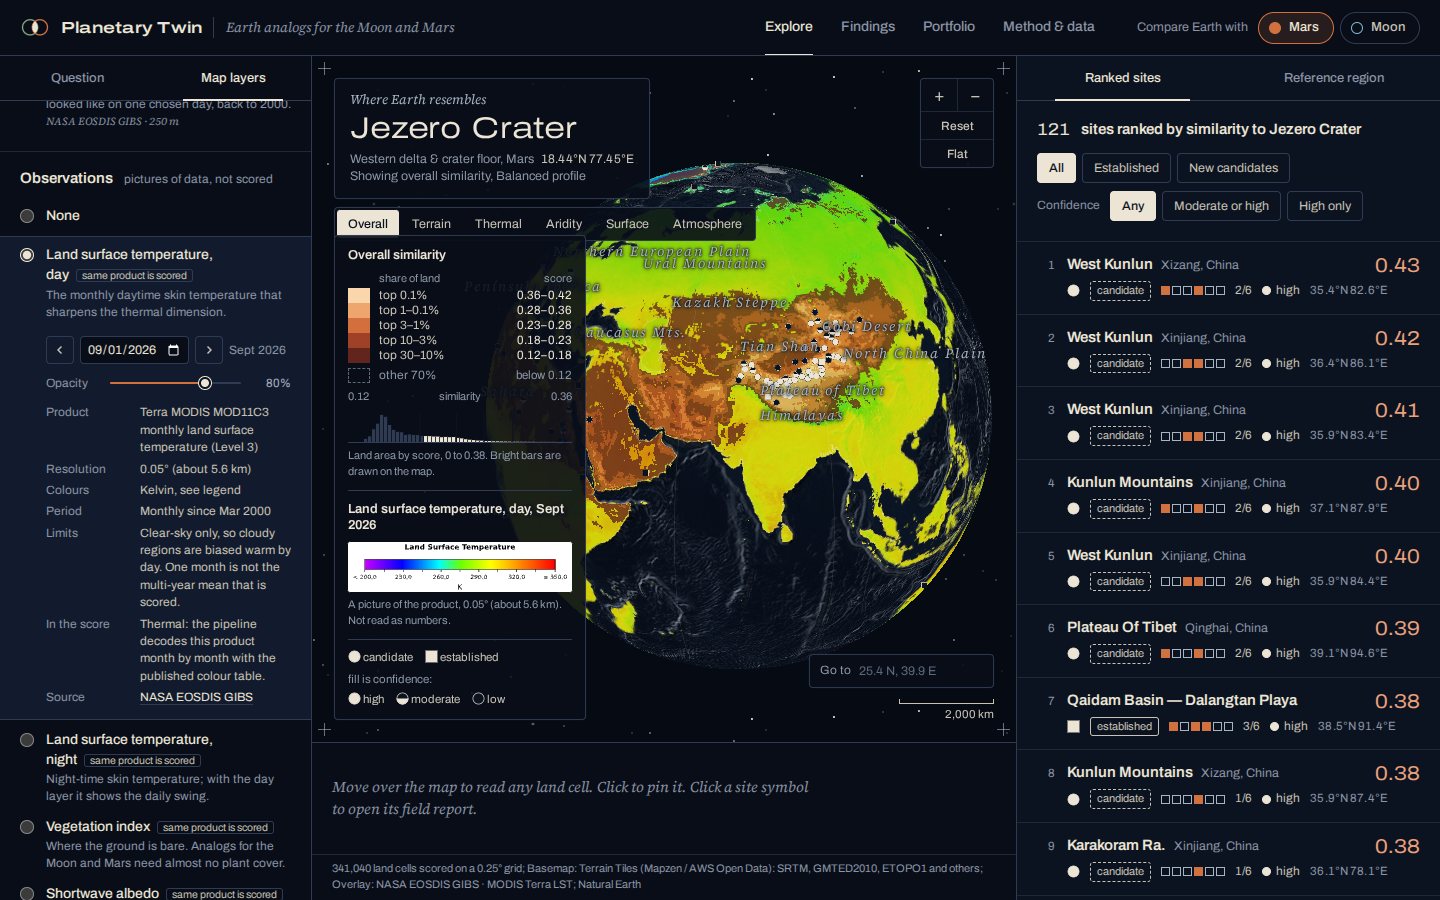 Planetary Twin
Earth analogs for the Moon and Mars
Explore
Findings
Portfolio
Method & data
Compare Earth with
Mars
Moon
Question
Map layers
looked like on one chosen day, back to 2000.
NASA EOSDIS GIBS · 250 m
Observations pictures of data, not scored
None
Land surface temperature,
day same product is scored
The monthly daytime skin temperature that
sharpens the thermal dimension.
09/01/2026
Sept 2026
Opacity
80%
Product
Terra MODIS MOD11C3
monthly land surface
temperature (Level 3)
Resolution
0.05° (about 5.6 km)
Colours
Kelvin, see legend
Period
Monthly since Mar 2000
Limits
Clear-sky only, so cloudy
regions are biased warm by
day. One month is not the
multi-year mean that is
scored.
In the score
Thermal: the pipeline
decodes this product
month by month with the
published colour table.
Source
NASA EOSDIS GIBS
Land surface temperature,
night same product is scored
Night-time skin temperature; with the day
layer it shows the daily swing.
Vegetation index same product is scored
Where the ground is bare. Analogs for the
Moon and Mars need almost no plant cover.
Shortwave albedo same product is scored
Where Earth resembles
Jezero Crater
Western delta & crater floor, Mars 18.44°N 77.45°E
Showing overall similarity, Balanced profile
+
−
Reset
Flat
Overall
Terrain
Thermal
Aridity
Surface
Atmosphere
Overall similarity
share of land
score
top 0.1%
0.36–0.42
top 1–0.1%
0.28–0.36
top 3–1%
0.23–0.28
top 10–3%
0.18–0.23
top 30–10%
0.12–0.18
other 70%
below 0.12
0.12
similarity
0.36
Land area by score, 0 to 0.38. Bright bars are
drawn on the map.
Land surface temperature, day, Sept
2026
Land Surface Temperature
< 200.0
230.0
260.0
290.0
320.0
≥ 350.0
K
A picture of the product, 0.05° (about 5.6 km).
Not read as numbers.
candidate
established
fill is confidence:
high
moderate
low
Northern European Plain
Ural Mountains
Kazakh Steppe
Caucasus Mts.
Gobi Desert
Tian Shan
North China Plain
Plateau of Tibet
Himalayas
Go to
25.4 N, 39.9 E
2,000 km
Move over the map to read any land cell. Click to pin it. Click a site symbol
to open its field report.
341,040 land cells scored on a 0.25° grid; Basemap: Terrain Tiles (Mapzen / AWS Open Data): SRTM, GMTED2010, ETOPO1 and others;
Overlay: NASA EOSDIS GIBS · MODIS Terra LST; Natural Earth
Ranked sites
Reference region
121 sites ranked by similarity to Jezero Crater
All
Established
New candidates
Confidence
Any
Moderate or high
High only
1 West Kunlun Xizang, China 0.43
candidate 2/6 high 35.4°N 82.6°E
2 West Kunlun Xinjiang, China 0.42
candidate 2/6 high 36.4°N 86.1°E
3 West Kunlun Xinjiang, China 0.41
candidate 2/6 high 35.9°N 83.4°E
4 Kunlun Mountains Xinjiang, China 0.40
candidate 2/6 high 37.1°N 87.9°E
5 West Kunlun Xinjiang, China 0.40
candidate 2/6 high 35.9°N 84.4°E
6 Plateau Of Tibet Qinghai, China 0.39
candidate 2/6 high 39.1°N 94.6°E
7 Qaidam Basin — Dalangtan Playa 0.38
established 3/6 high 38.5°N 91.4°E
8 Kunlun Mountains Xizang, China 0.38
candidate 1/6 high 35.9°N 87.4°E
9 Karakoram Ra. Xinjiang, China 0.38
candidate 1/6 high 36.1°N 78.1°E